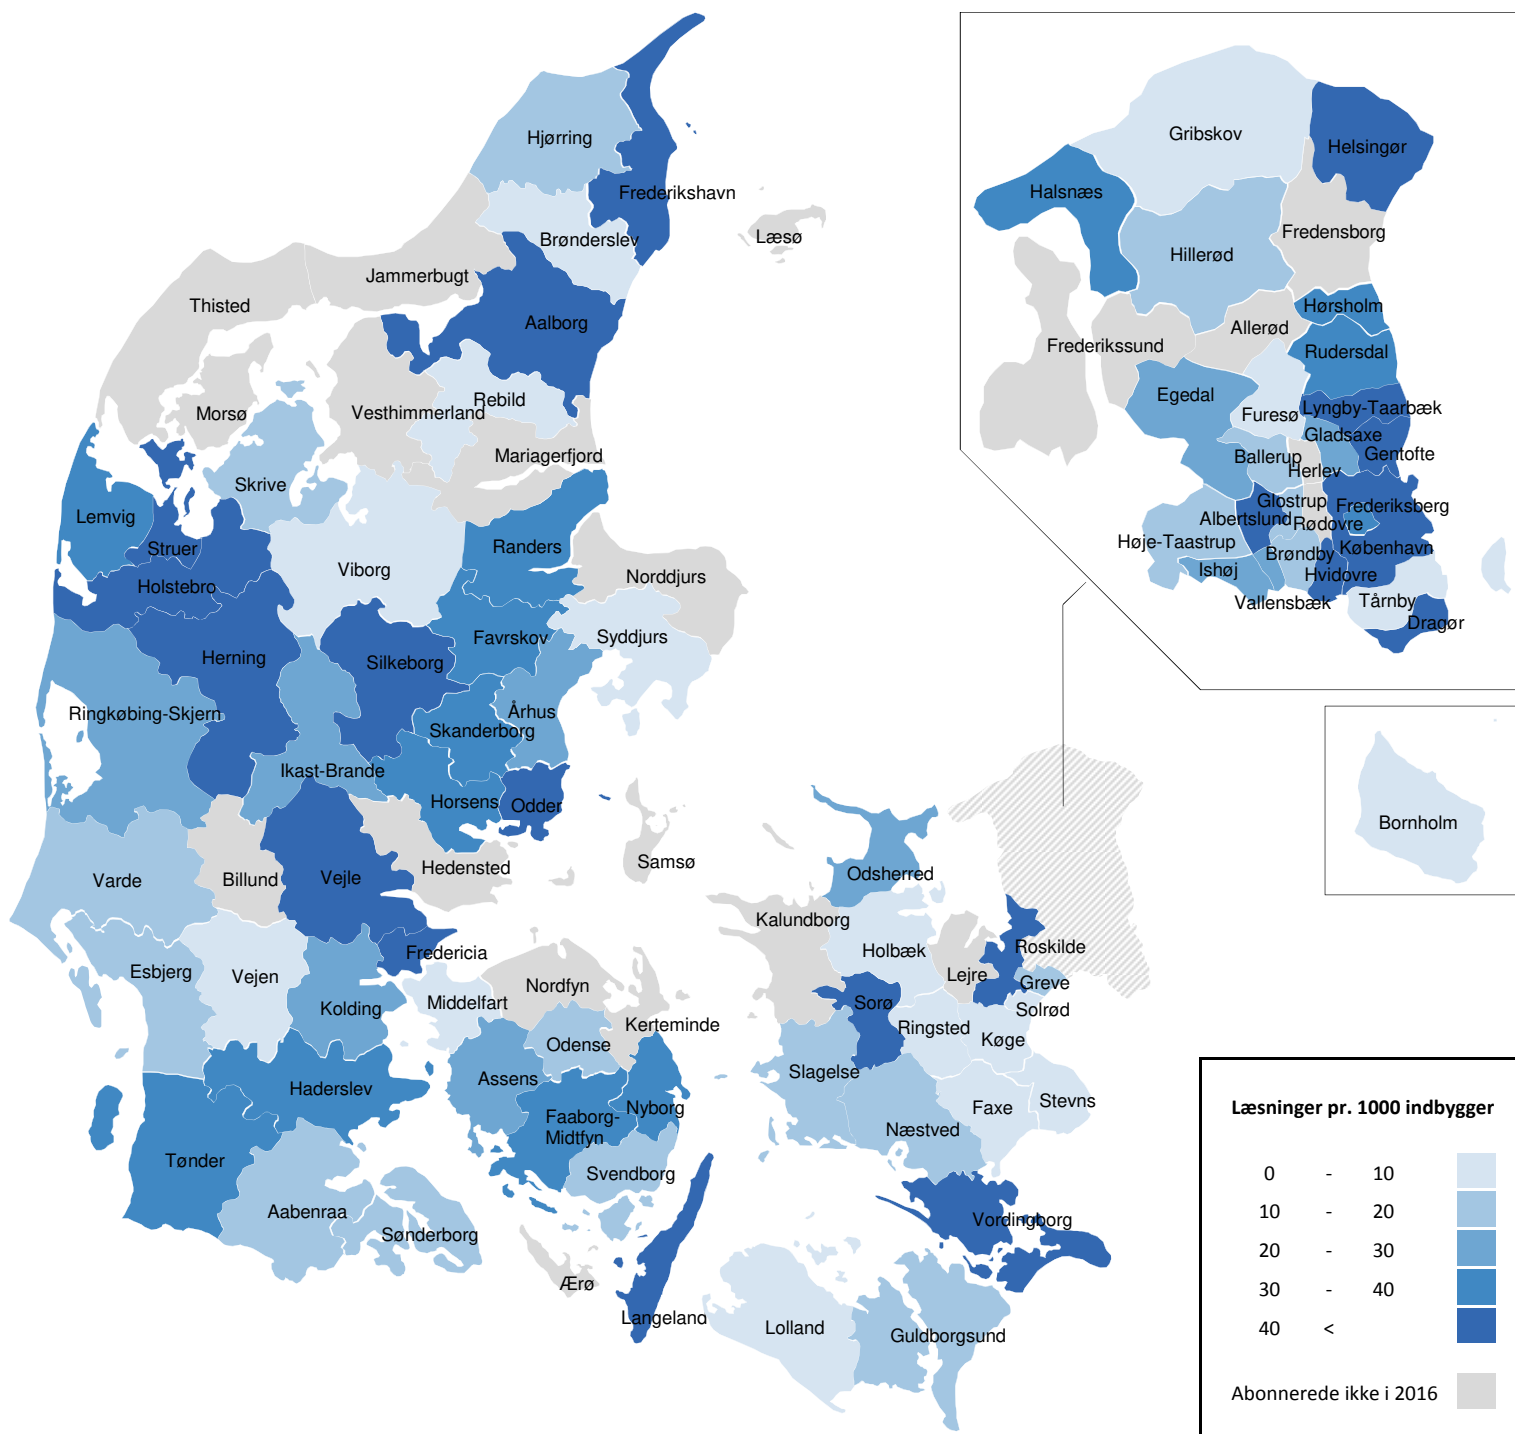 Hjørring
Frederikshavn
Brønderslev
Læsø
Jammerbugt
Thisted
Aalborg
Rebild
Vesthimmerland
Morsø
Mariagerfjord
Skrive
Lemvig
Struer
Randers
Viborg
Norddjurs
Holstebro
Favrskov
Syddjurs
Herning
Silkeborg
Ringkøbing-Skjern
Århus
Skanderborg
Ikast-Brande
Horsens
Odder
Hedensted
Samsø
Varde
Billund
Vejle
Fredericia
Esbjerg
Vejen
Kolding
Middelfart
Nordfyn
Kerteminde
Odense
Assens
Haderslev
Faaborg-
Midtfyn
Nyborg
Tønder
Svendborg
Aabenraa
Sønderborg
Ærø
Langeland
Odsherred
Kalundborg
Holbæk
Roskilde
Lejre
Greve
Sorø
Solrød
Ringsted
Køge
Slagelse
Faxe
Stevns
Næstved
Vordingborg
Lolland
Guldborgsund
Gribskov
Helsingør
Halsnæs
Fredensborg
Hillerød
Hørsholm
Allerød
Frederikssund
Rudersdal
Egedal
Furesø
Lyngby-Taarbæk
Gladsaxe
Ballerup
Gentofte
Herlev
Glostrup
Frederiksberg
Albertslund
Rødovre
Høje-Taastrup
Brøndby
København
Ishøj
Hvidovre
Vallensbæk
Tårnby
Dragør
Bornholm
Læsninger pr. 1000 indbygger
0 - 10
10 - 20
20 - 30
30 - 40
40 <
Abonnerede ikke i 2016